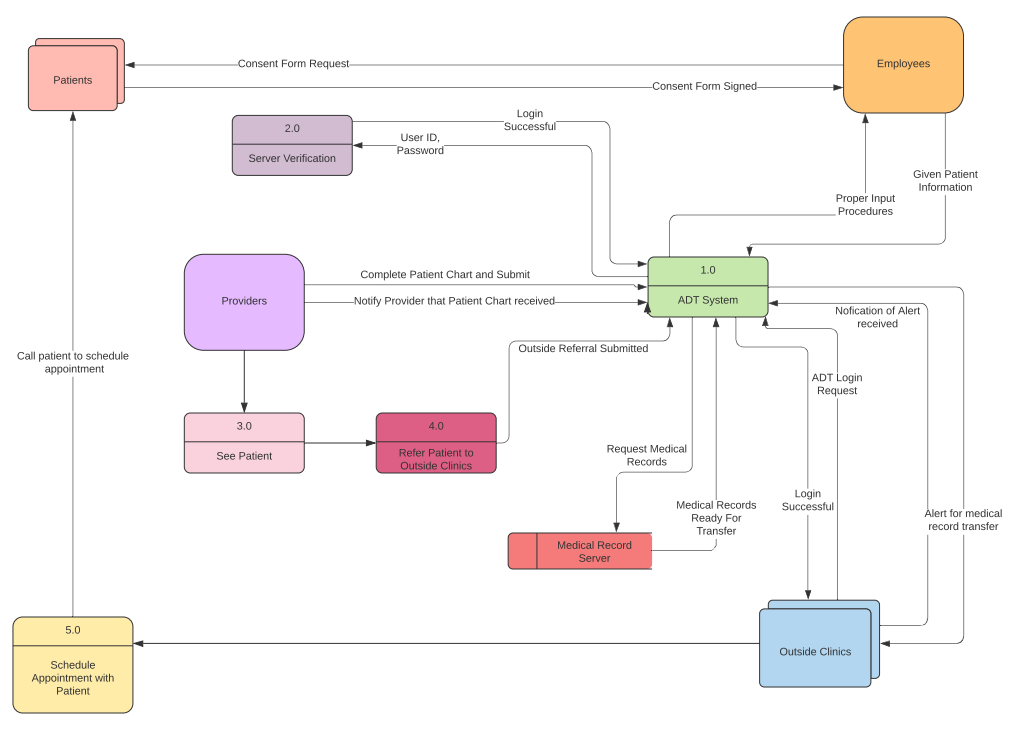 Patients
Consent Form Request
Consent Form Signed
Employees
2.0
Server Verification
Login
Successful
User ID,
Password
Proper Input
Procedures
Given Patient
Information
1.0
ADT System
Providers
Complete Patient Chart and Submit
Notify Provider that Patient Chart received
Nofication of Alert
received
Outside Referral Submitted
Call patient to schedule
appointment
ADT Login
Request
3.0
See Patient
4.0
Refer Patient to
Outside Clinics
Request Medical
Records
Medical Records
Ready For
Transfer
Login
Successful
Alert for medical
record transfer
Medical Record
Server
5.0
Schedule
Appointment with
Patient
Outside Clinics